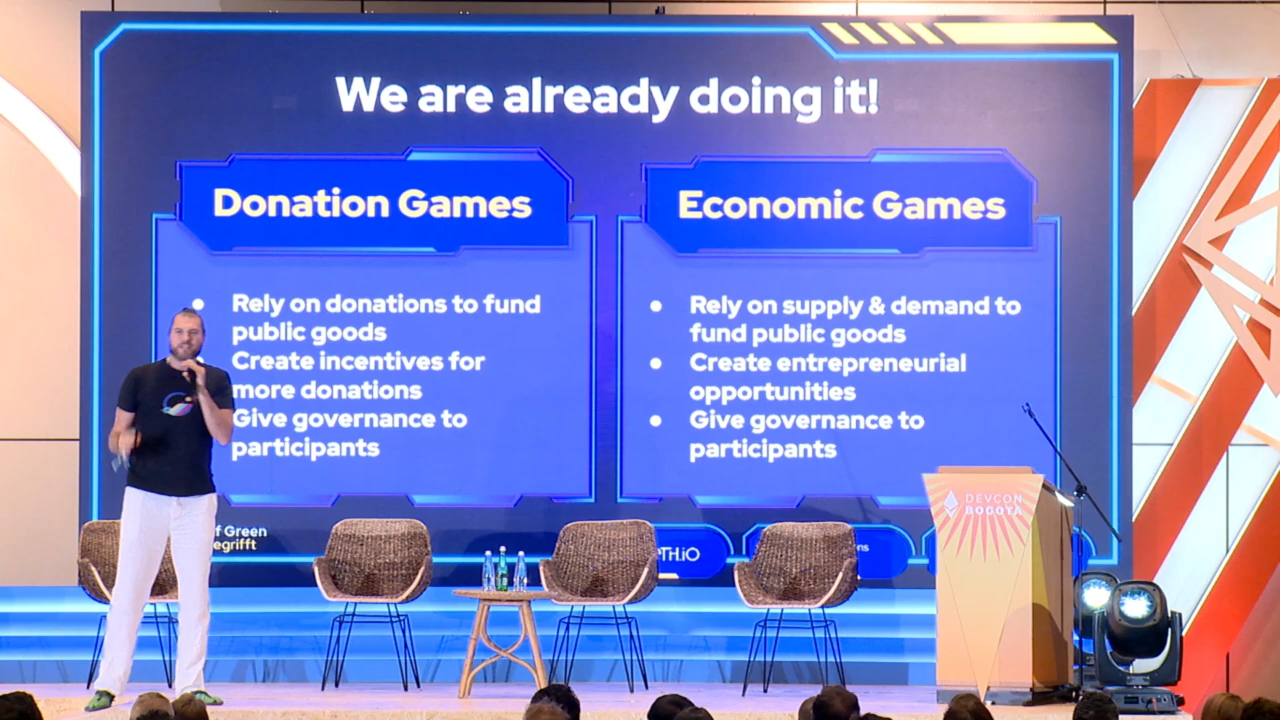 We are already doing it!
Donation Games
Rely on donations to fund
public goods
Create incentives for
more donations
Give governance to
participants
Economic Games
Rely on supply & demand to
fund public goods
Create entrepreneurial
opportunities
Give governance to
participants
Green
DEVCON
BOGOTÁ